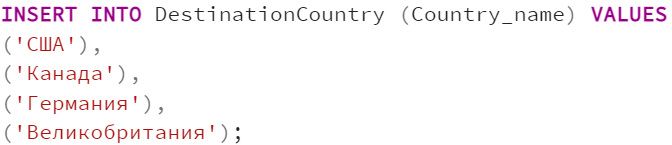 INSERT INTO DestinationCountry (Country_name) VALUES
('США'),
('Канада'),
('Германия'),
('Великобритания');